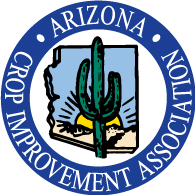 • ARIZONA •
CROP IMPROVEMENT ASSOCIATION